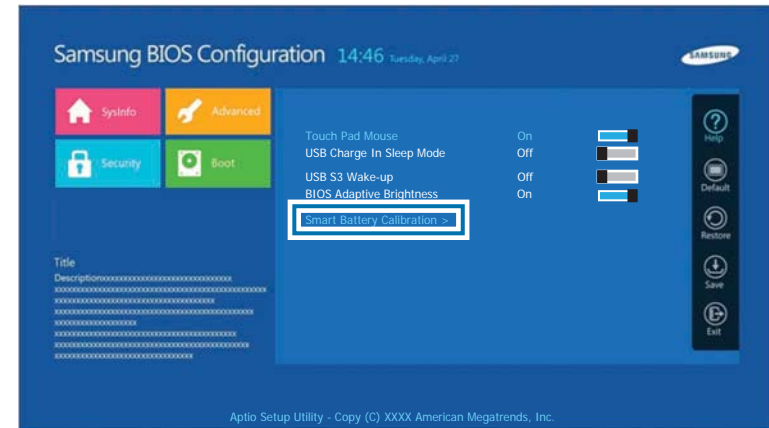 Samsung BIOS Configuration 14:46 Tuesday, April 27
SAMSUNG
SysInfo
Advanced
Security
Boot
Touch Pad Mouse On
USB Charge In Sleep Mode Off
USB S3 Wake-up Off
BIOS Adaptive Brightness On
Smart Battery Calibration >
Help
Default
Restore
Save
Exit
Title
Aptio Setup Utility - Copy (C) XXXX American Megatrends, Inc.